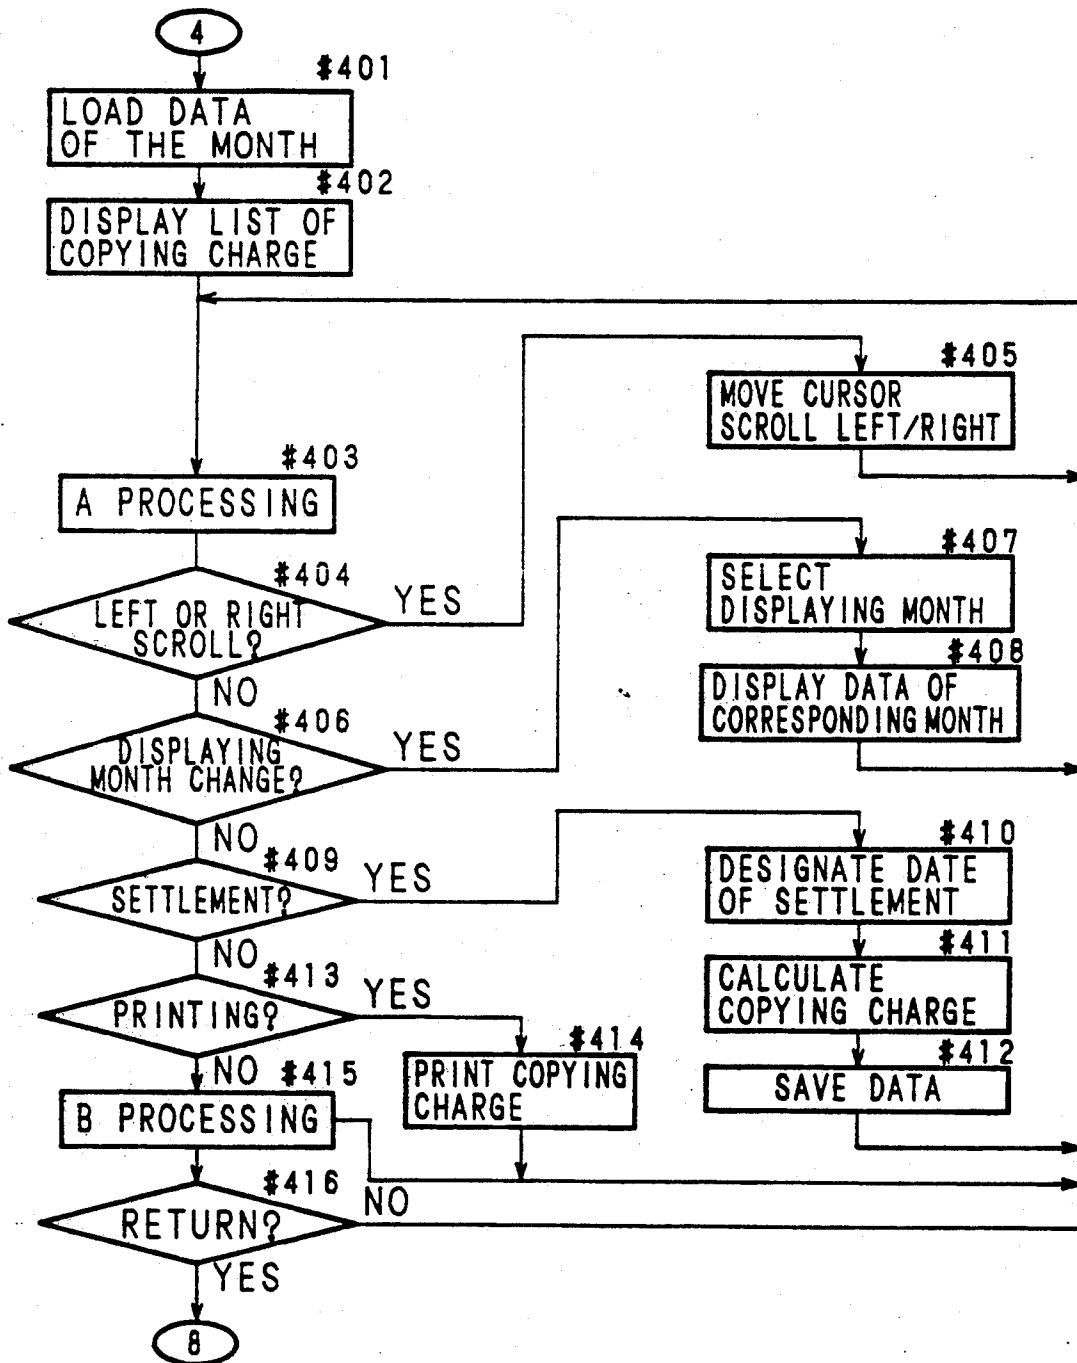 4
#401
LOAD DATA
OF THE MONTH
#402
DISPLAY LIST OF
COPYING CHARGE
#405
MOVE CURSOR
SCROLL LEFT/RIGHT
#403
A PROCESSING
#404
LEFT OR RIGHT
SCROLL?
YES
NO
#407
SELECT
DISPLAYING MONTH
#408
DISPLAY DATA OF
CORRESPONDING MONTH
#406
DISPLAYING
MONTH CHANGE?
YES
NO
#409
SETTLEMENT?
YES
NO
#410
DESIGNATE DATE
OF SETTLEMENT
#411
CALCULATE
COPYING CHARGE
#412
SAVE DATA
#413
PRINTING?
YES
NO
#414
PRINT COPYING
CHARGE
#415
B PROCESSING
#416
RETURN?
NO
YES
8